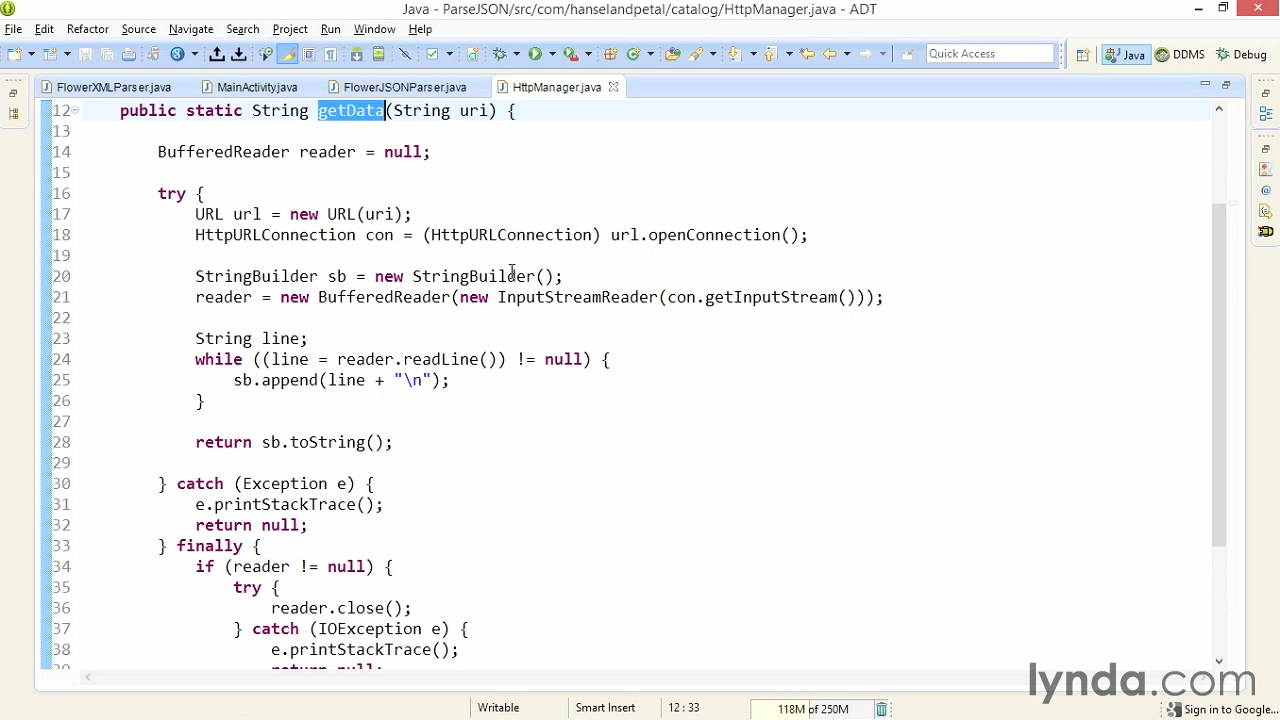 Java - ParseJSON/src/com/hanselandpetal/catalog/HttpManager.java - ADT
File Edit Refactor Source Navigate Search Project Run Window Help
Quick Access Java DDMS Debug
FlowerXMLParser.java MainActivity.java FlowerJSONParser.java HttpManager.java
12 public static String getData(String uri) {
13
14 BufferedReader reader = null;
15
16 try {
17 URL url = new URL(uri);
18 HttpURLConnection con = (HttpURLConnection) url.openConnection();
19
20 StringBuilder sb = new StringBuilder();
21 reader = new BufferedReader(new InputStreamReader(con.getInputStream()));
22
23 String line;
24 while ((line = reader.readLine()) != null) {
25 sb.append(line + "\n");
26 }
27
28 return sb.toString();
29
30 } catch (Exception e) {
31 e.printStackTrace();
32 return null;
33 } finally {
34 if (reader != null) {
35 try {
36 reader.close();
37 } catch (IOException e) {
38 e.printStackTrace();
39 return null;
lynda.com
Writable Smart Insert 12 : 33 118M of 250M Sign in to Google...